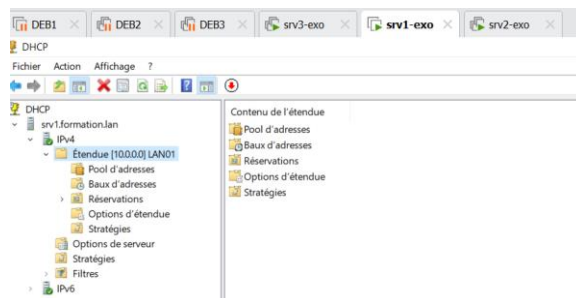 DEB1 DEB2 DEB3 srv3-exo srv1-exo srv2-exo
DHCP
Fichier Action Affichage ?
DHCP
srv1.formation.lan
IPv4
Étendue [10.0.0.0] LAN01
Pool d'adresses
Baux d'adresses
Réservations
Options d'étendue
Stratégies
Options de serveur
Stratégies
Filtres
IPv6
Contenu de l'étendue
Pool d'adresses
Baux d'adresses
Réservations
Options d'étendue
Stratégies